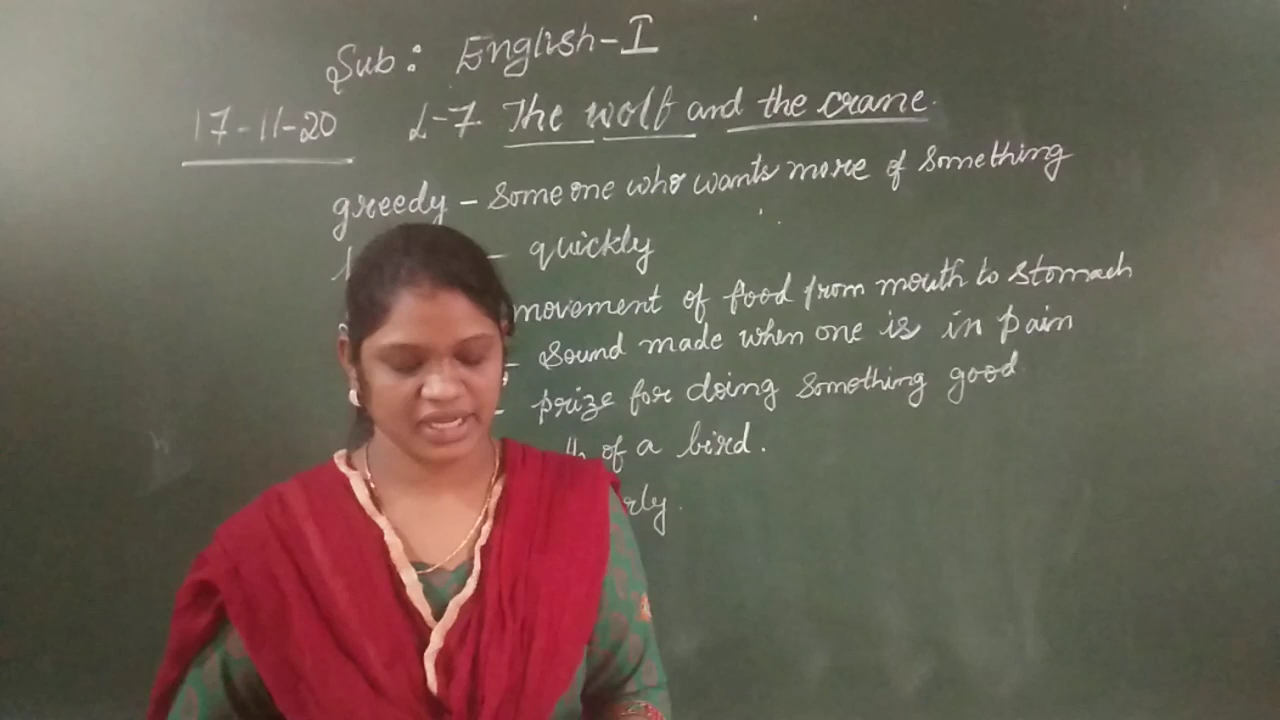 Sub: English-I
17-11-20 L-7 The wolf and the crane.
greedy - Someone who wants more of something
- quickly
movement of food from mouth to stomach
- Sound made when one is in pain
- prize for doing something good
of a bird.